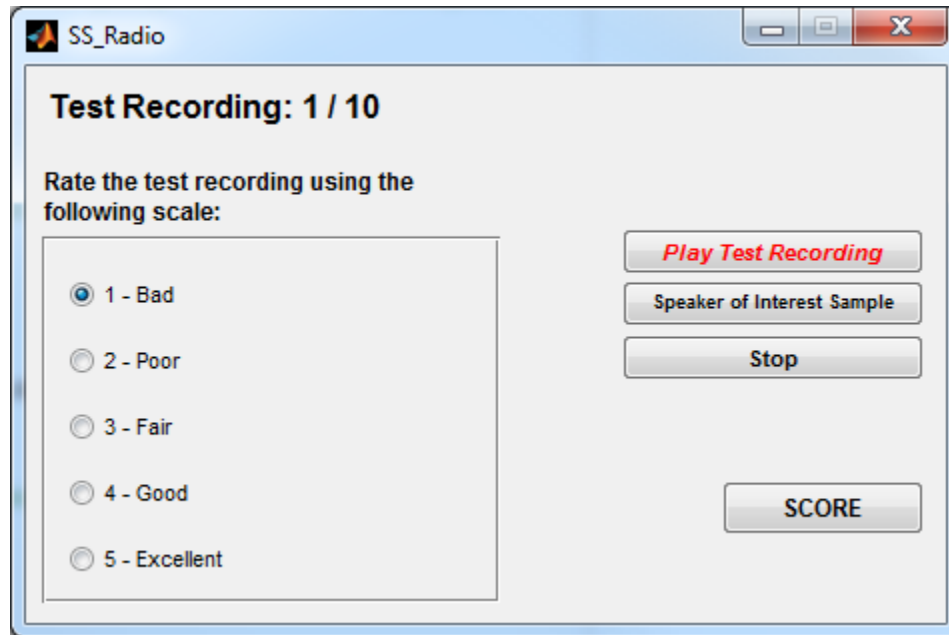 SS_Radio
Test Recording: 1 / 10
Rate the test recording using the
following scale:
1 - Bad
2 - Poor
3 - Fair
4 - Good
5 - Excellent
Play Test Recording
Speaker of Interest Sample
Stop
SCORE